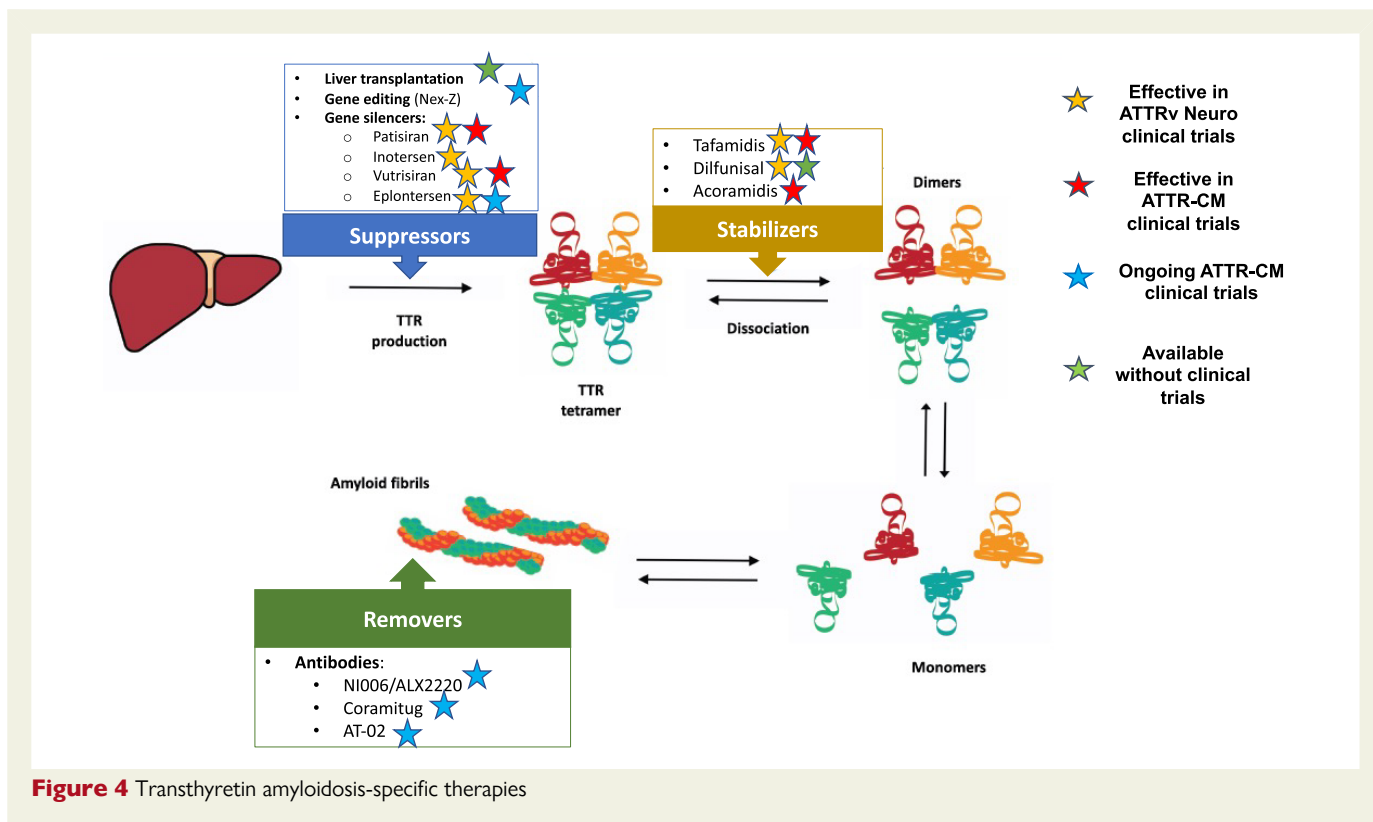 • Liver transplantation
• Gene editing (Nex-Z)
• Gene silencers:
o Patisiran
o Inotersen
o Vutrisiran
o Eplontersen
Suppressors
TTR
production
TTR
tetramer
• Tafamidis
• Dilfunisal
• Acoramidis
Stabilizers
Dissociation
Dimers
Effective in
ATTRv Neuro
clinical trials
Effective in
ATTR-CM
clinical trials
Ongoing ATTR-CM
clinical trials
Available
without clinical
trials
Amyloid fibrils
Monomers
Removers
• Antibodies:
• NI006/ALX2220
• Coramitug
• AT-02
Figure 4 Transthyretin amyloidosis-specific therapies